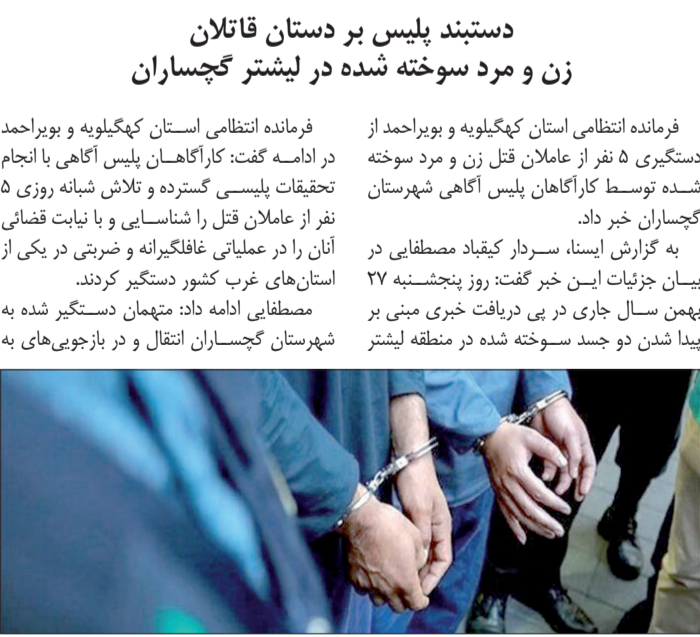 دستبند پلیس بر دستان قاتلان
زن و مرد سوخته شده در لیشتر گچساران
فرمانده انتظامی استان کهگیلویه و بویراحمد از
دستگیری ۵ نفر از عاملان قتل زن و مرد سوخته
شده توسط کارآگاهان پلیس آگاهی شهرستان
گچساران خبر داد.
به گزارش ایسنا، سردار کیقباد مصطفایی در
بیان جزئیات این خبر گفت: روز پنجشنبه ۲۷
بهمن سال جاری در پی دریافت خبری مبنی بر
پیدا شدن دو جسد سوخته شده در منطقه لیشتر
فرمانده انتظامی استان کهگیلویه و بویراحمد
در ادامه گفت: کارآگاهان پلیس آگاهی با انجام
تحقیقات پلیسی گسترده و تلاش شبانه روزی ۵
نفر از عاملان قتل را شناسایی و با نیابت قضائی
آنان را در عملیاتی غافلگیرانه و ضربتی در یکی از
استان‌های غرب کشور دستگیر کردند.
مصطفایی ادامه داد: متهمان دستگیر شده به
شهرستان گچساران انتقال و در بازجویی‌های به